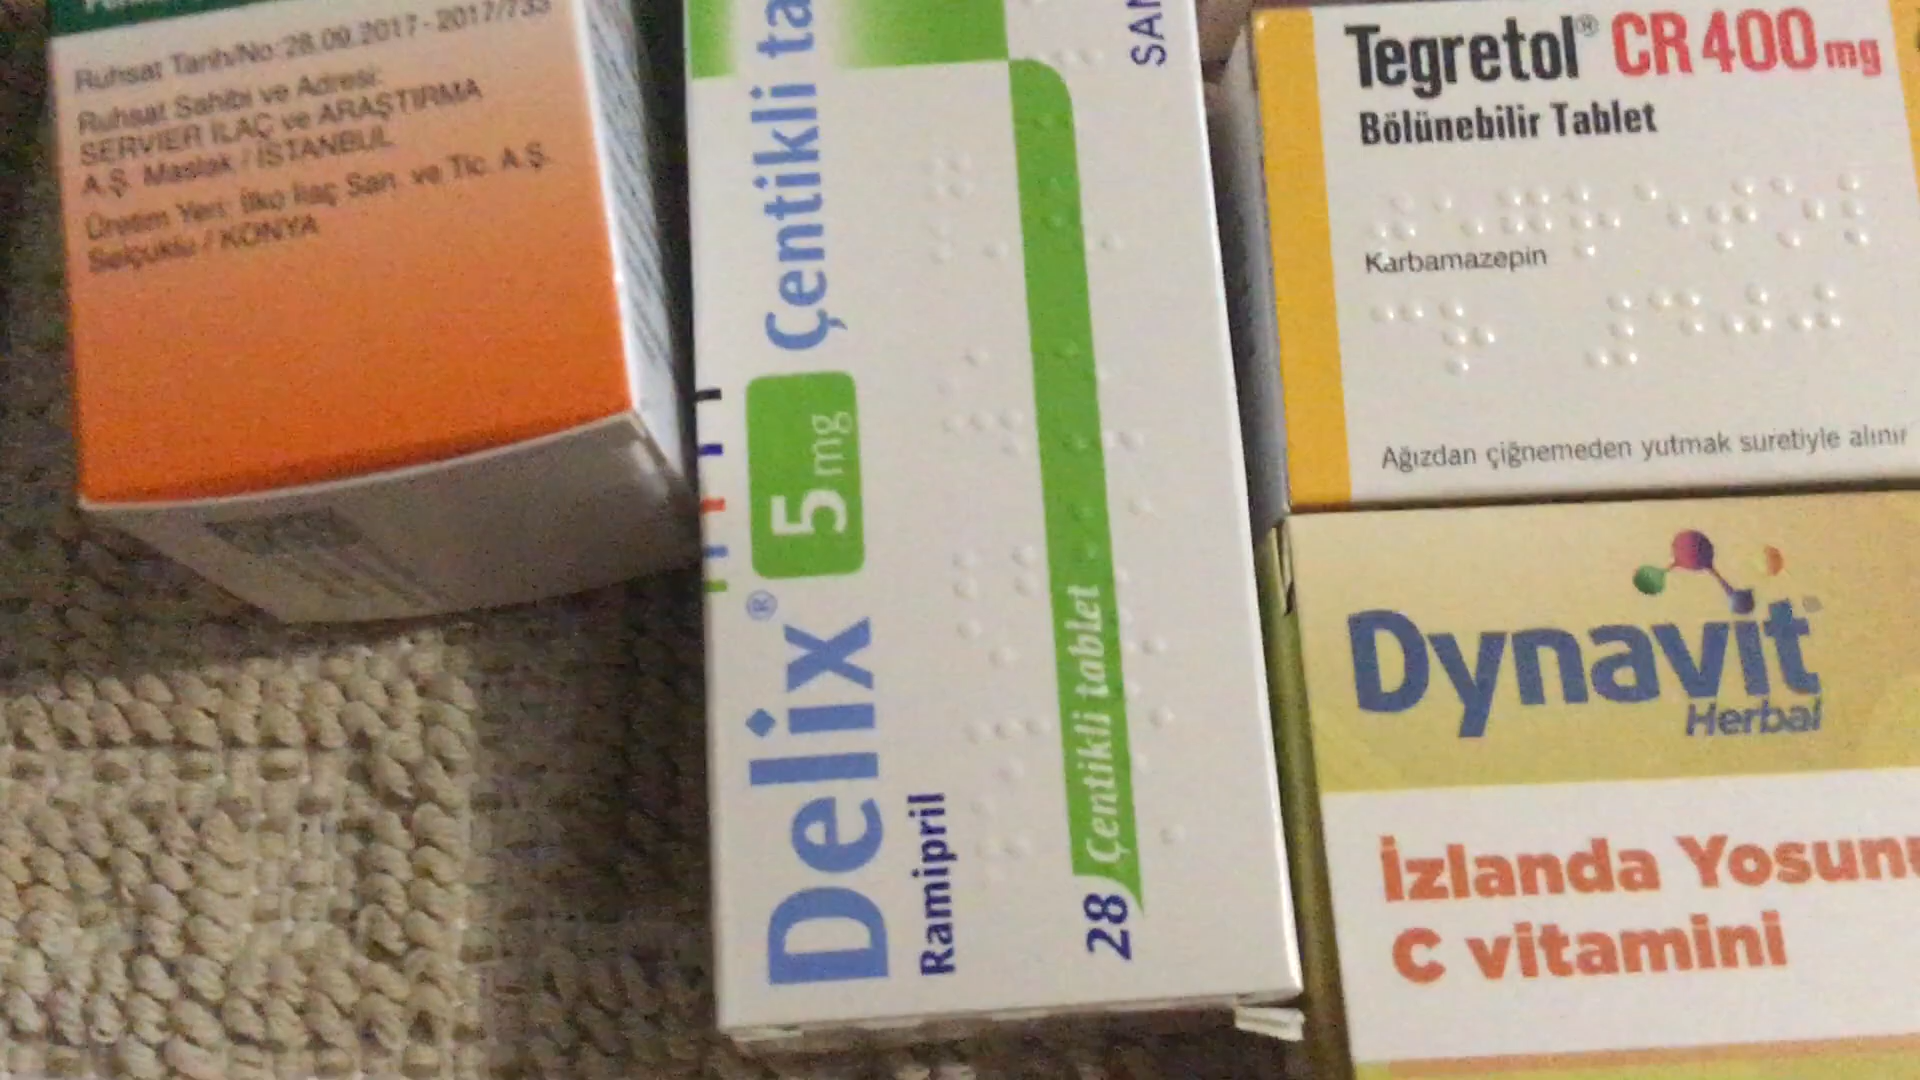 Ruhsat Tarih/No: 28.09.2017 - 2017/733
Ruhsat Sahibi ve Adresi:
SERVIER İLAÇ ve ARAŞTIRMA
A.Ş. Maslak / İSTANBUL
Üretim Yeri: İlko İlaç San. ve Tic. A.Ş.
Selçuklu / KONYA
Delix® 5 mg Çentikli ta
Ramipril
28 Çentikli tablet
SAN
Tegretol® CR 400 mg
Bölünebilir Tablet
Karbamazepin
Ağızdan çiğnemeden yutmak suretiyle alınır
Dynavit
Herbal
İzlanda Yosunu
C vitamini